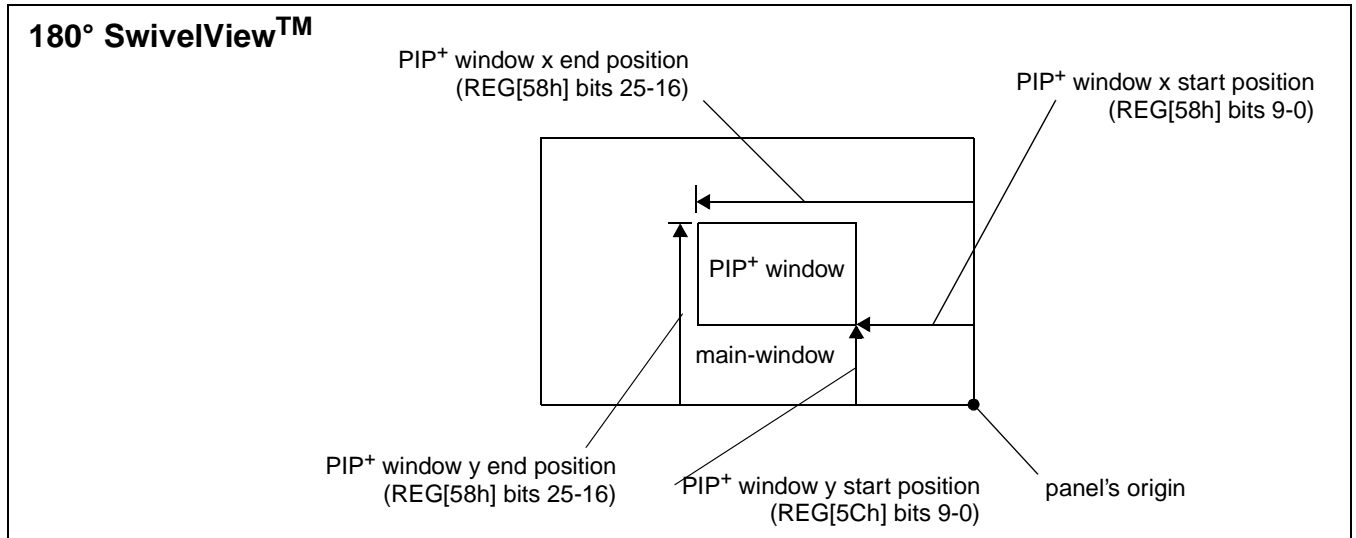 180° SwivelView™
PIP+ window x end position
(REG[58h] bits 25-16)
PIP+ window x start position
(REG[58h] bits 9-0)
PIP+ window
main-window
PIP+ window y end position
(REG[58h] bits 25-16)
PIP+ window y start position
(REG[5Ch] bits 9-0)
panel's origin